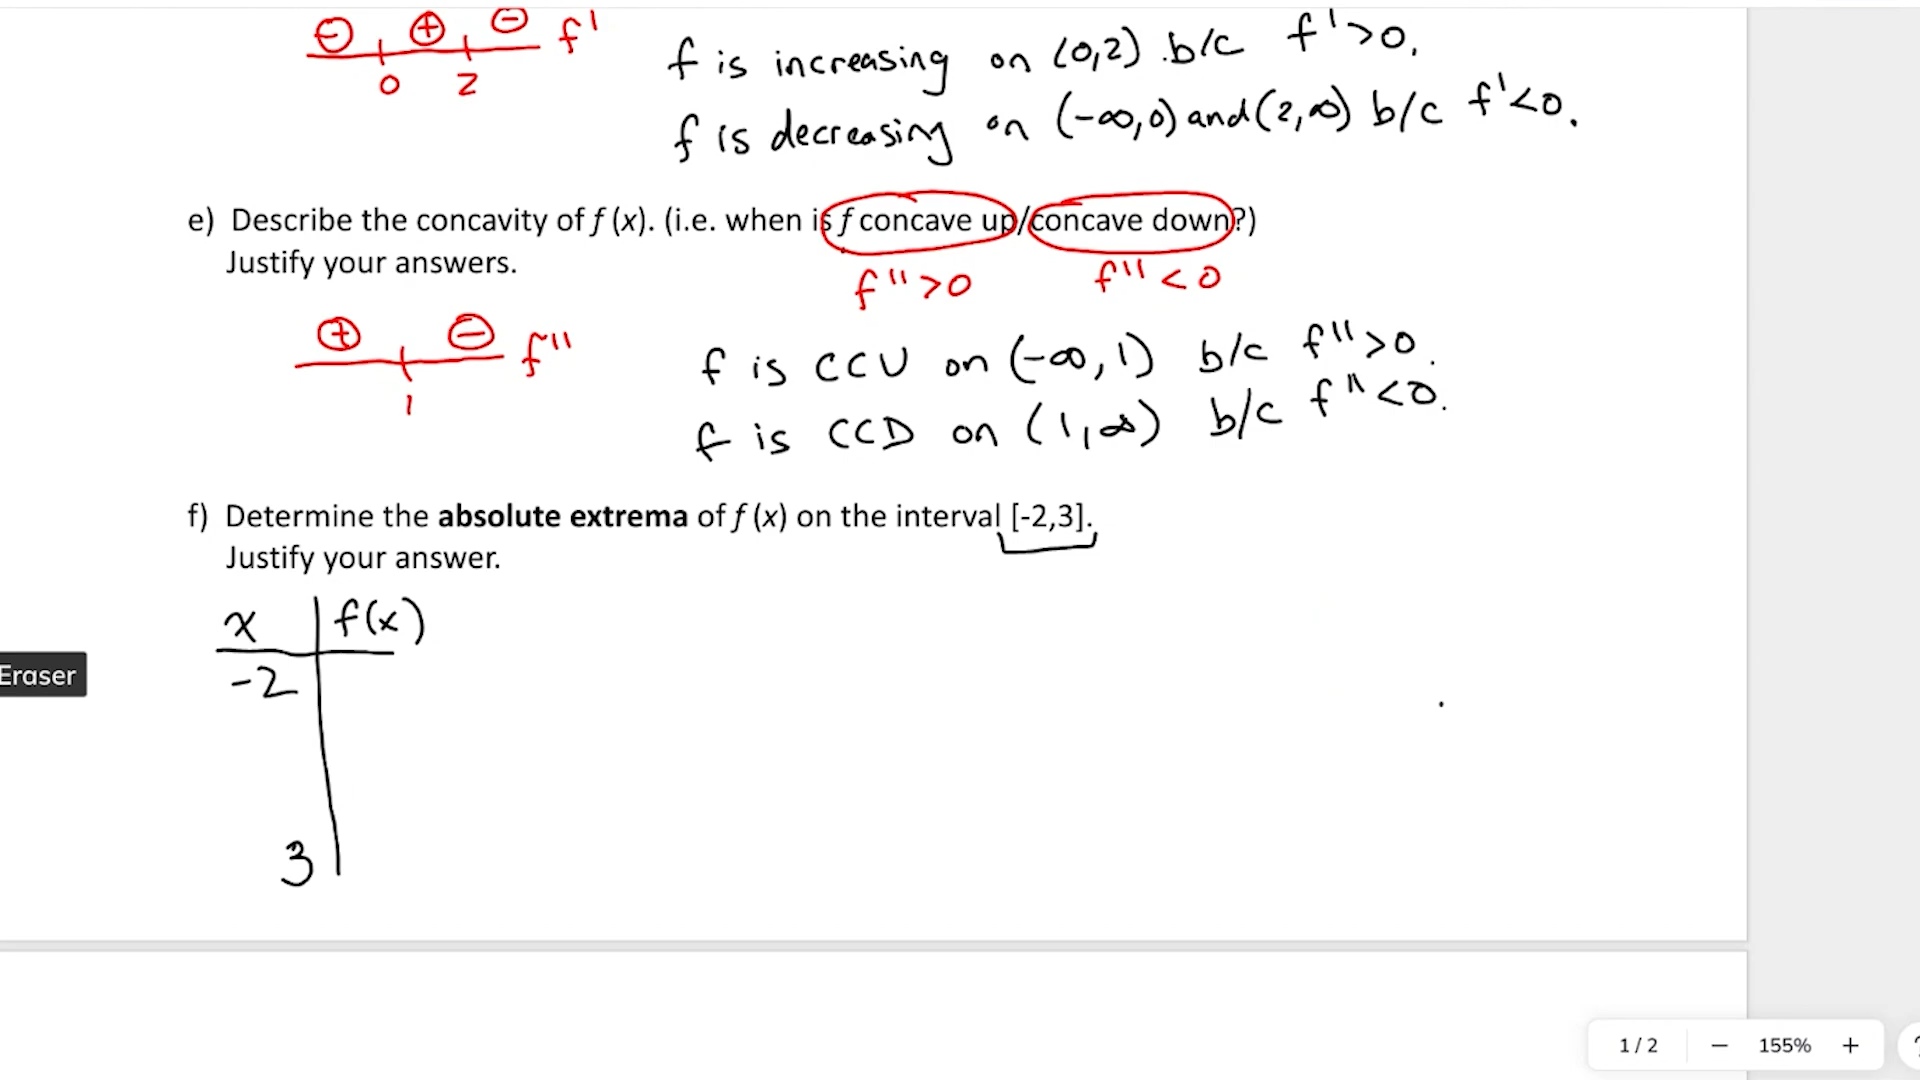 ⊖ ⊕ ⊖ f'
0 2
f is increasing on (0,2) b/c f'>0.
f is decreasing on (-∞,0) and (2,∞) b/c f'<0.
e) Describe the concavity of f (x). (i.e. when is f concave up/concave down?)
Justify your answers.
f''>0 f''<0
⊕ ⊖ f''
1
f is CCU on (-∞,1) b/c f''>0.
f is CCD on (1,∞) b/c f''<0.
f) Determine the absolute extrema of f (x) on the interval [-2,3].
Justify your answer.
x f(x)
Eraser
-2
3
1 / 2 — 155% +
?